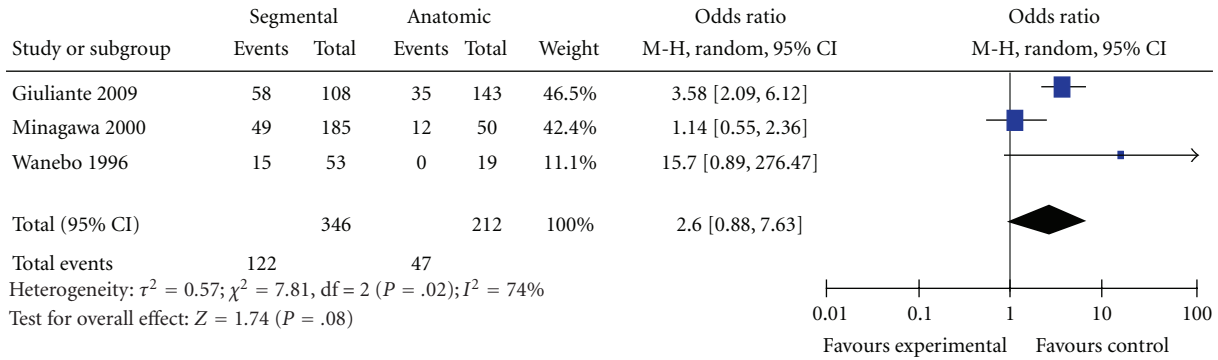 Segmental Anatomic Odds ratio Odds ratio
Study or subgroup Events Total Events Total Weight M-H, random, 95% CI M-H, random, 95% CI
Giuliante 2009 58 108 35 143 46.5% 3.58 [2.09, 6.12]
Minagawa 2000 49 185 12 50 42.4% 1.14 [0.55, 2.36]
Wanebo 1996 15 53 0 19 11.1% 15.7 [0.89, 276.47]
Total (95% CI) 346 212 100% 2.6 [0.88, 7.63]
Total events 122 47
Heterogeneity: τ² = 0.57; χ² = 7.81, df = 2 (P = .02); I² = 74%
Test for overall effect: Z = 1.74 (P = .08)
0.01 0.1 1 10 100
Favours experimental Favours control